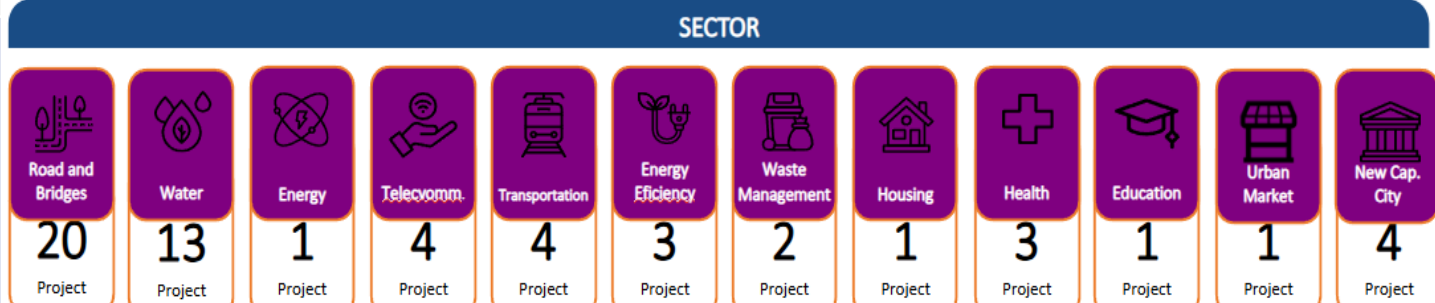 SECTOR
Road and
Bridges
20
Project
Water
13
Project
Energy
1
Project
Telecvomm.
4
Project
Transportation
4
Project
Energy
Eficiency
3
Project
Waste
Management
2
Project
Housing
1
Project
Health
3
Project
Education
1
Project
Urban
Market
1
Project
New Cap.
City
4
Project